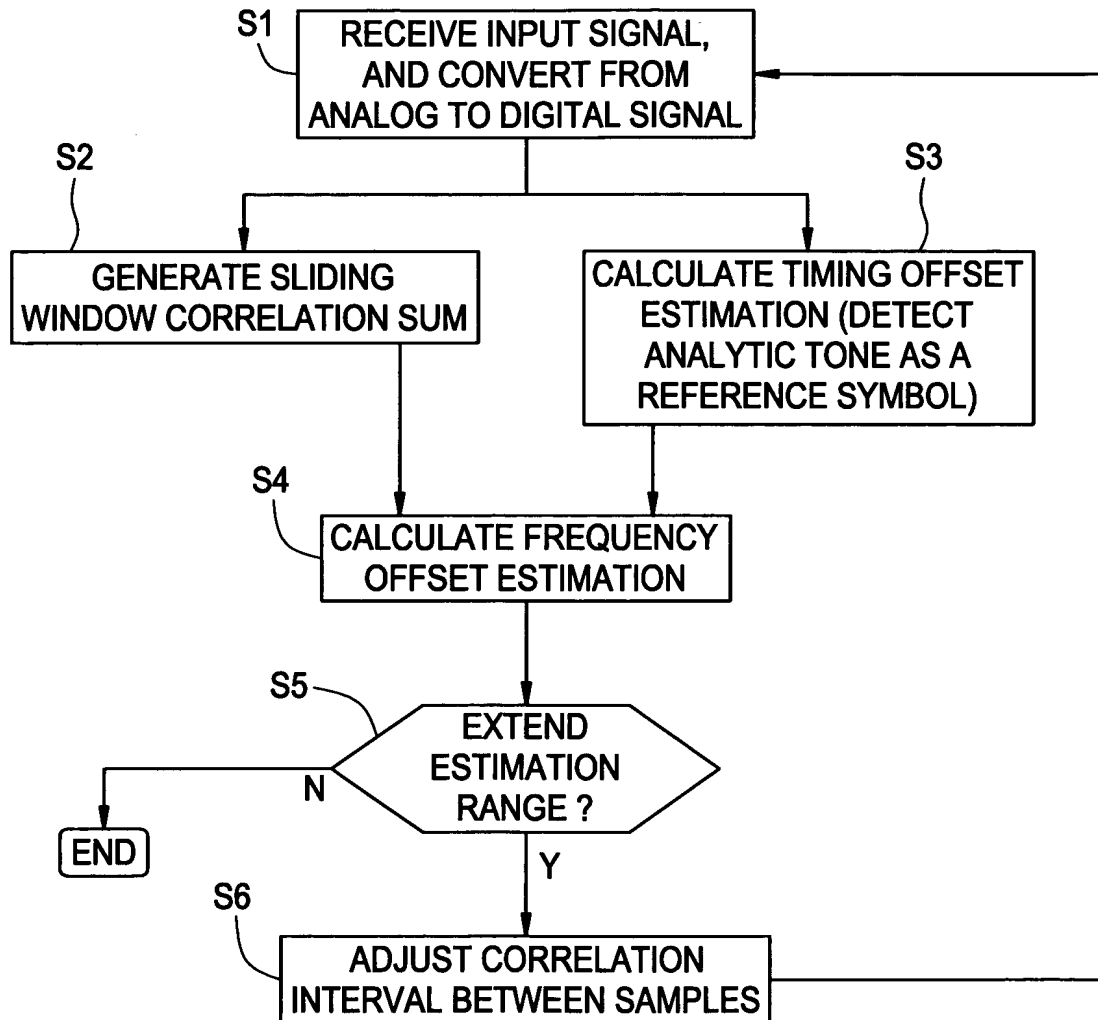 S1
RECEIVE INPUT SIGNAL,
AND CONVERT FROM
ANALOG TO DIGITAL SIGNAL
S2
GENERATE SLIDING
WINDOW CORRELATION SUM
S3
CALCULATE TIMING OFFSET
ESTIMATION (DETECT
ANALYTIC TONE AS A
REFERENCE SYMBOL)
S4
CALCULATE FREQUENCY
OFFSET ESTIMATION
S5
EXTEND
ESTIMATION
RANGE ?
N
END
Y
S6
ADJUST CORRELATION
INTERVAL BETWEEN SAMPLES